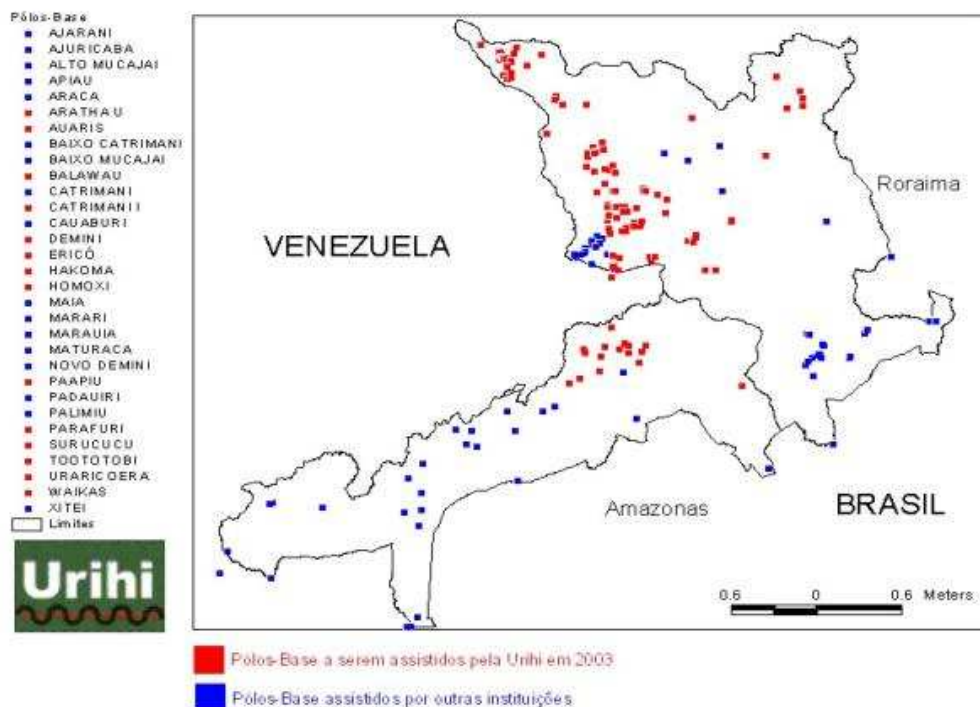 Pólos-Base
AJARANI
AJURICABA
ALTO MUCAJAI
APIAU
ARACA
ARATHAU
AUARIS
BAIXO CATRIMANI
BAIXO MUCAJAI
BALAWAU
CATRIMANI
CATRIMANII
CAUABURI
DEMINI
ERICÓ
HAKOMA
HOMOXI
MAIA
MARARI
MARAUIA
MATURACA
NOVO DEMINI
PAAPIU
PADAUIRI
PALIMIU
PARAFURI
SURUCUCU
TOOTOTOBI
URARICOERA
WAIKAS
XITEI
Limites
Urihi
Roraima
VENEZUELA
Amazonas
BRASIL
0.6 0 0.6 Meters
Pólos-Base a serem assistidos pela Urihi em 2003
Pólos-Base assistidos por outras instituições